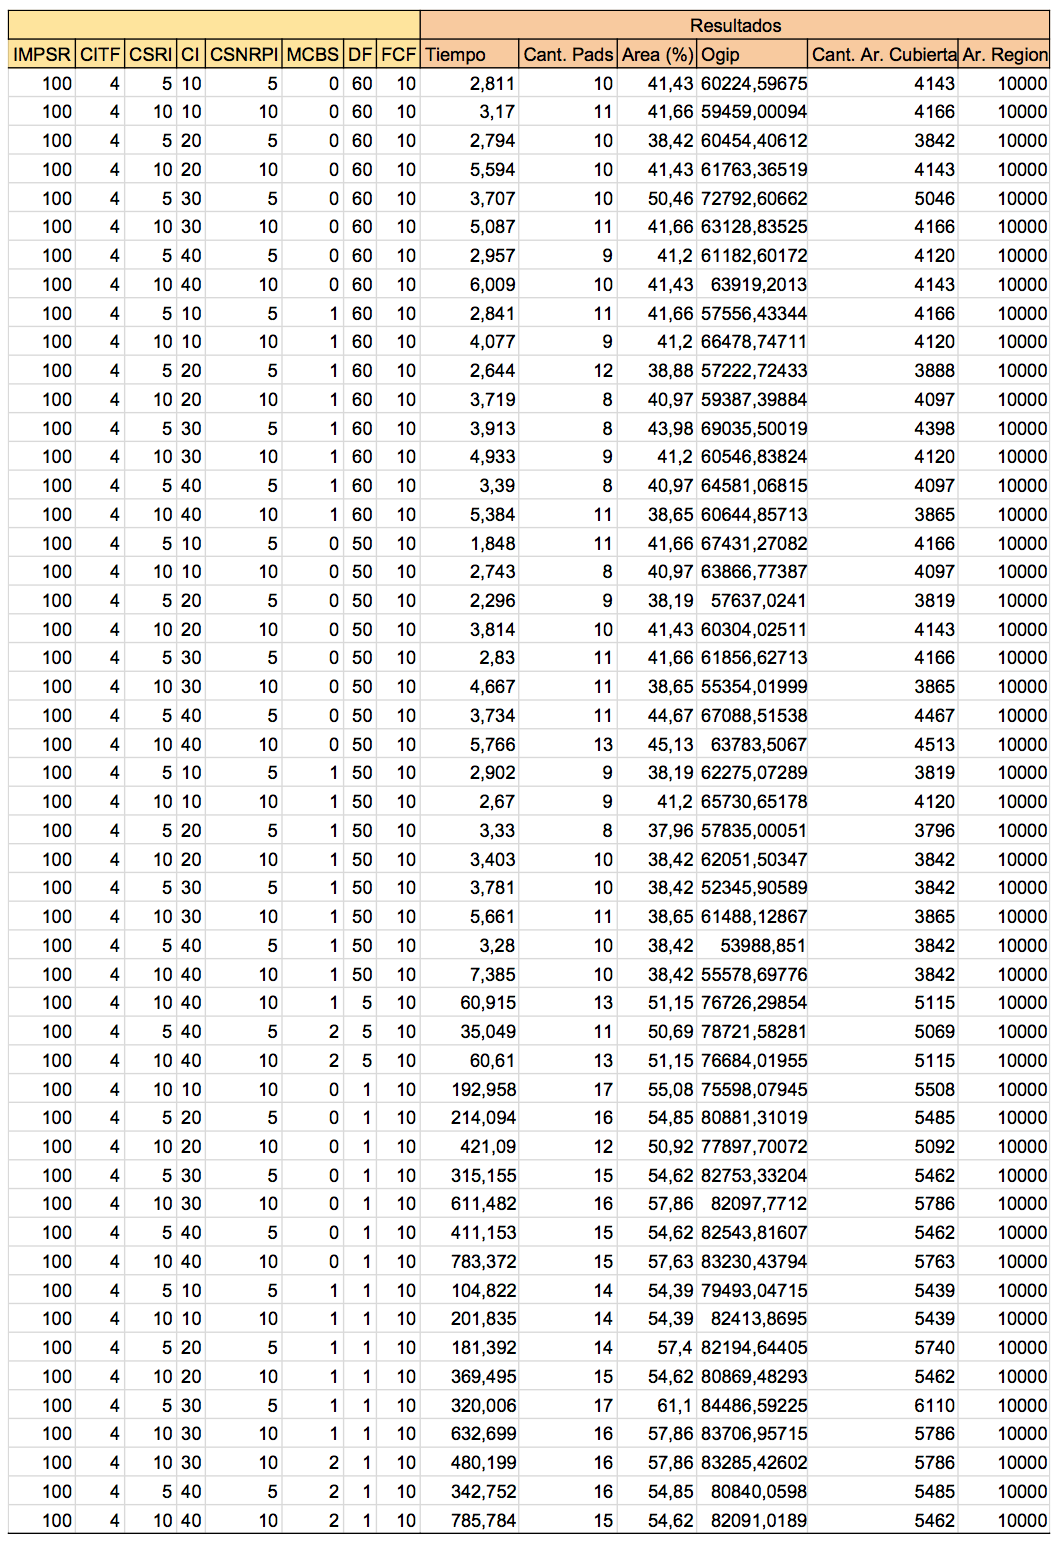 Resultados
IMPSR CITF CSRI CI CSNRPI MCBS DF FCF Tiempo Cant. Pads Area (%) Ogip Cant. Ar. Cubierta Ar. Region
100 4 5 10 5 0 60 10 2,811 10 41,43 60224,59675 4143 10000
100 4 10 10 10 0 60 10 3,17 11 41,66 59459,00094 4166 10000
100 4 5 20 5 0 60 10 2,794 10 38,42 60454,40612 3842 10000
100 4 10 20 10 0 60 10 5,594 10 41,43 61763,36519 4143 10000
100 4 5 30 5 0 60 10 3,707 10 50,46 72792,60662 5046 10000
100 4 10 30 10 0 60 10 5,087 11 41,66 63128,83525 4166 10000
100 4 5 40 5 0 60 10 2,957 9 41,2 61182,60172 4120 10000
100 4 10 40 10 0 60 10 6,009 10 41,43 63919,2013 4143 10000
100 4 5 10 5 1 60 10 2,841 11 41,66 57556,43344 4166 10000
100 4 10 10 10 1 60 10 4,077 9 41,2 66478,74711 4120 10000
100 4 5 20 5 1 60 10 2,644 12 38,88 57222,72433 3888 10000
100 4 10 20 10 1 60 10 3,719 8 40,97 59387,39884 4097 10000
100 4 5 30 5 1 60 10 3,913 8 43,98 69035,50019 4398 10000
100 4 10 30 10 1 60 10 4,933 9 41,2 60546,83824 4120 10000
100 4 5 40 5 1 60 10 3,39 8 40,97 64581,06815 4097 10000
100 4 10 40 10 1 60 10 5,384 11 38,65 60644,85713 3865 10000
100 4 5 10 5 0 50 10 1,848 11 41,66 67431,27082 4166 10000
100 4 10 10 10 0 50 10 2,743 8 40,97 63866,77387 4097 10000
100 4 5 20 5 0 50 10 2,296 9 38,19 57637,0241 3819 10000
100 4 10 20 10 0 50 10 3,814 10 41,43 60304,02511 4143 10000
100 4 5 30 5 0 50 10 2,83 11 41,66 61856,62713 4166 10000
100 4 10 30 10 0 50 10 4,667 11 38,65 55354,01999 3865 10000
100 4 5 40 5 0 50 10 3,734 11 44,67 67088,51538 4467 10000
100 4 10 40 10 0 50 10 5,766 13 45,13 63783,5067 4513 10000
100 4 5 10 5 1 50 10 2,902 9 38,19 62275,07289 3819 10000
100 4 10 10 10 1 50 10 2,67 9 41,2 65730,65178 4120 10000
100 4 5 20 5 1 50 10 3,33 8 37,96 57835,00051 3796 10000
100 4 10 20 10 1 50 10 3,403 10 38,42 62051,50347 3842 10000
100 4 5 30 5 1 50 10 3,781 10 38,42 52345,90589 3842 10000
100 4 10 30 10 1 50 10 5,661 11 38,65 61488,12867 3865 10000
100 4 5 40 5 1 50 10 3,28 10 38,42 53988,851 3842 10000
100 4 10 40 10 1 50 10 7,385 10 38,42 55578,69776 3842 10000
100 4 10 40 10 1 5 10 60,915 13 51,15 76726,29854 5115 10000
100 4 5 40 5 2 5 10 35,049 11 50,69 78721,58281 5069 10000
100 4 10 40 10 2 5 10 60,61 13 51,15 76684,01955 5115 10000
100 4 10 10 10 0 1 10 192,958 17 55,08 75598,07945 5508 10000
100 4 5 20 5 0 1 10 214,094 16 54,85 80881,31019 5485 10000
100 4 10 20 10 0 1 10 421,09 12 50,92 77897,70072 5092 10000
100 4 5 30 5 0 1 10 315,155 15 54,62 82753,33204 5462 10000
100 4 10 30 10 0 1 10 611,482 16 57,86 82097,7712 5786 10000
100 4 5 40 5 0 1 10 411,153 15 54,62 82543,81607 5462 10000
100 4 10 40 10 0 1 10 783,372 15 57,63 83230,43794 5763 10000
100 4 5 10 5 1 1 10 104,822 14 54,39 79493,04715 5439 10000
100 4 10 10 10 1 1 10 201,835 14 54,39 82413,8695 5439 10000
100 4 5 20 5 1 1 10 181,392 14 57,4 82194,64405 5740 10000
100 4 10 20 10 1 1 10 369,495 15 54,62 80869,48293 5462 10000
100 4 5 30 5 1 1 10 320,006 17 61,1 84486,59225 6110 10000
100 4 10 30 10 1 1 10 632,699 16 57,86 83706,95715 5786 10000
100 4 10 30 10 2 1 10 480,199 16 57,86 83285,42602 5786 10000
100 4 5 40 5 2 1 10 342,752 16 54,85 80840,0598 5485 10000
100 4 10 40 10 2 1 10 785,784 15 54,62 82091,0189 5462 10000